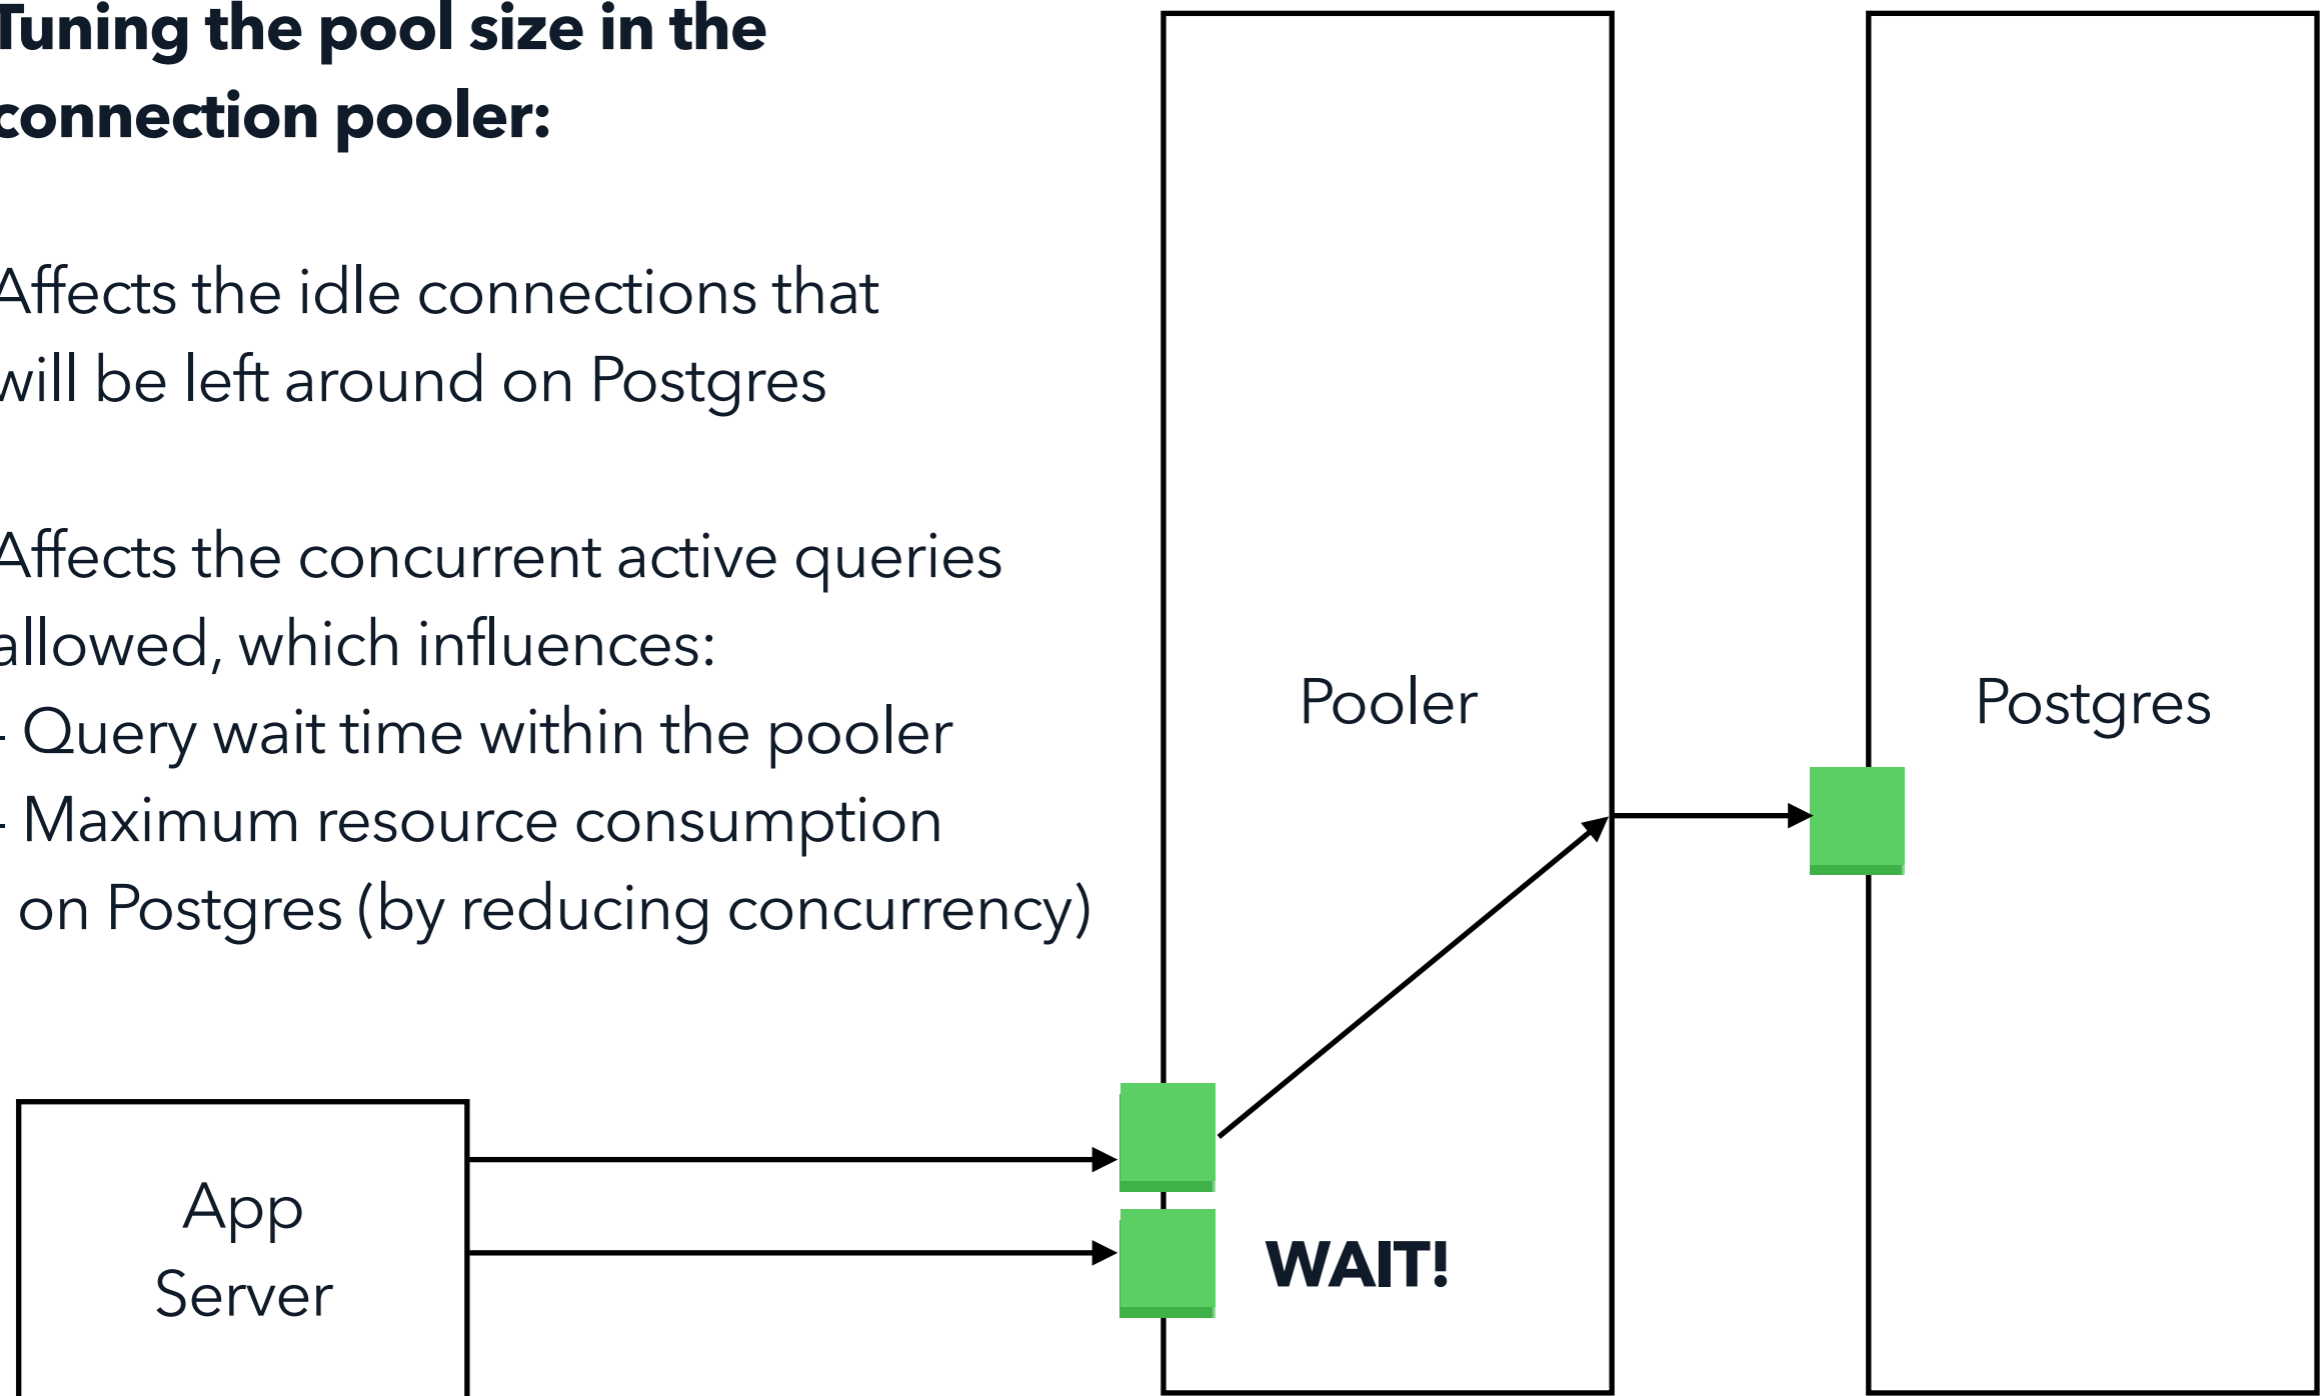 Tuning the pool size in the
connection pooler:
Affects the idle connections that
will be left around on Postgres
Affects the concurrent active queries
allowed, which influences:
- Query wait time within the pooler
- Maximum resource consumption
on Postgres (by reducing concurrency)
Pooler
Postgres
App
Server
WAIT!